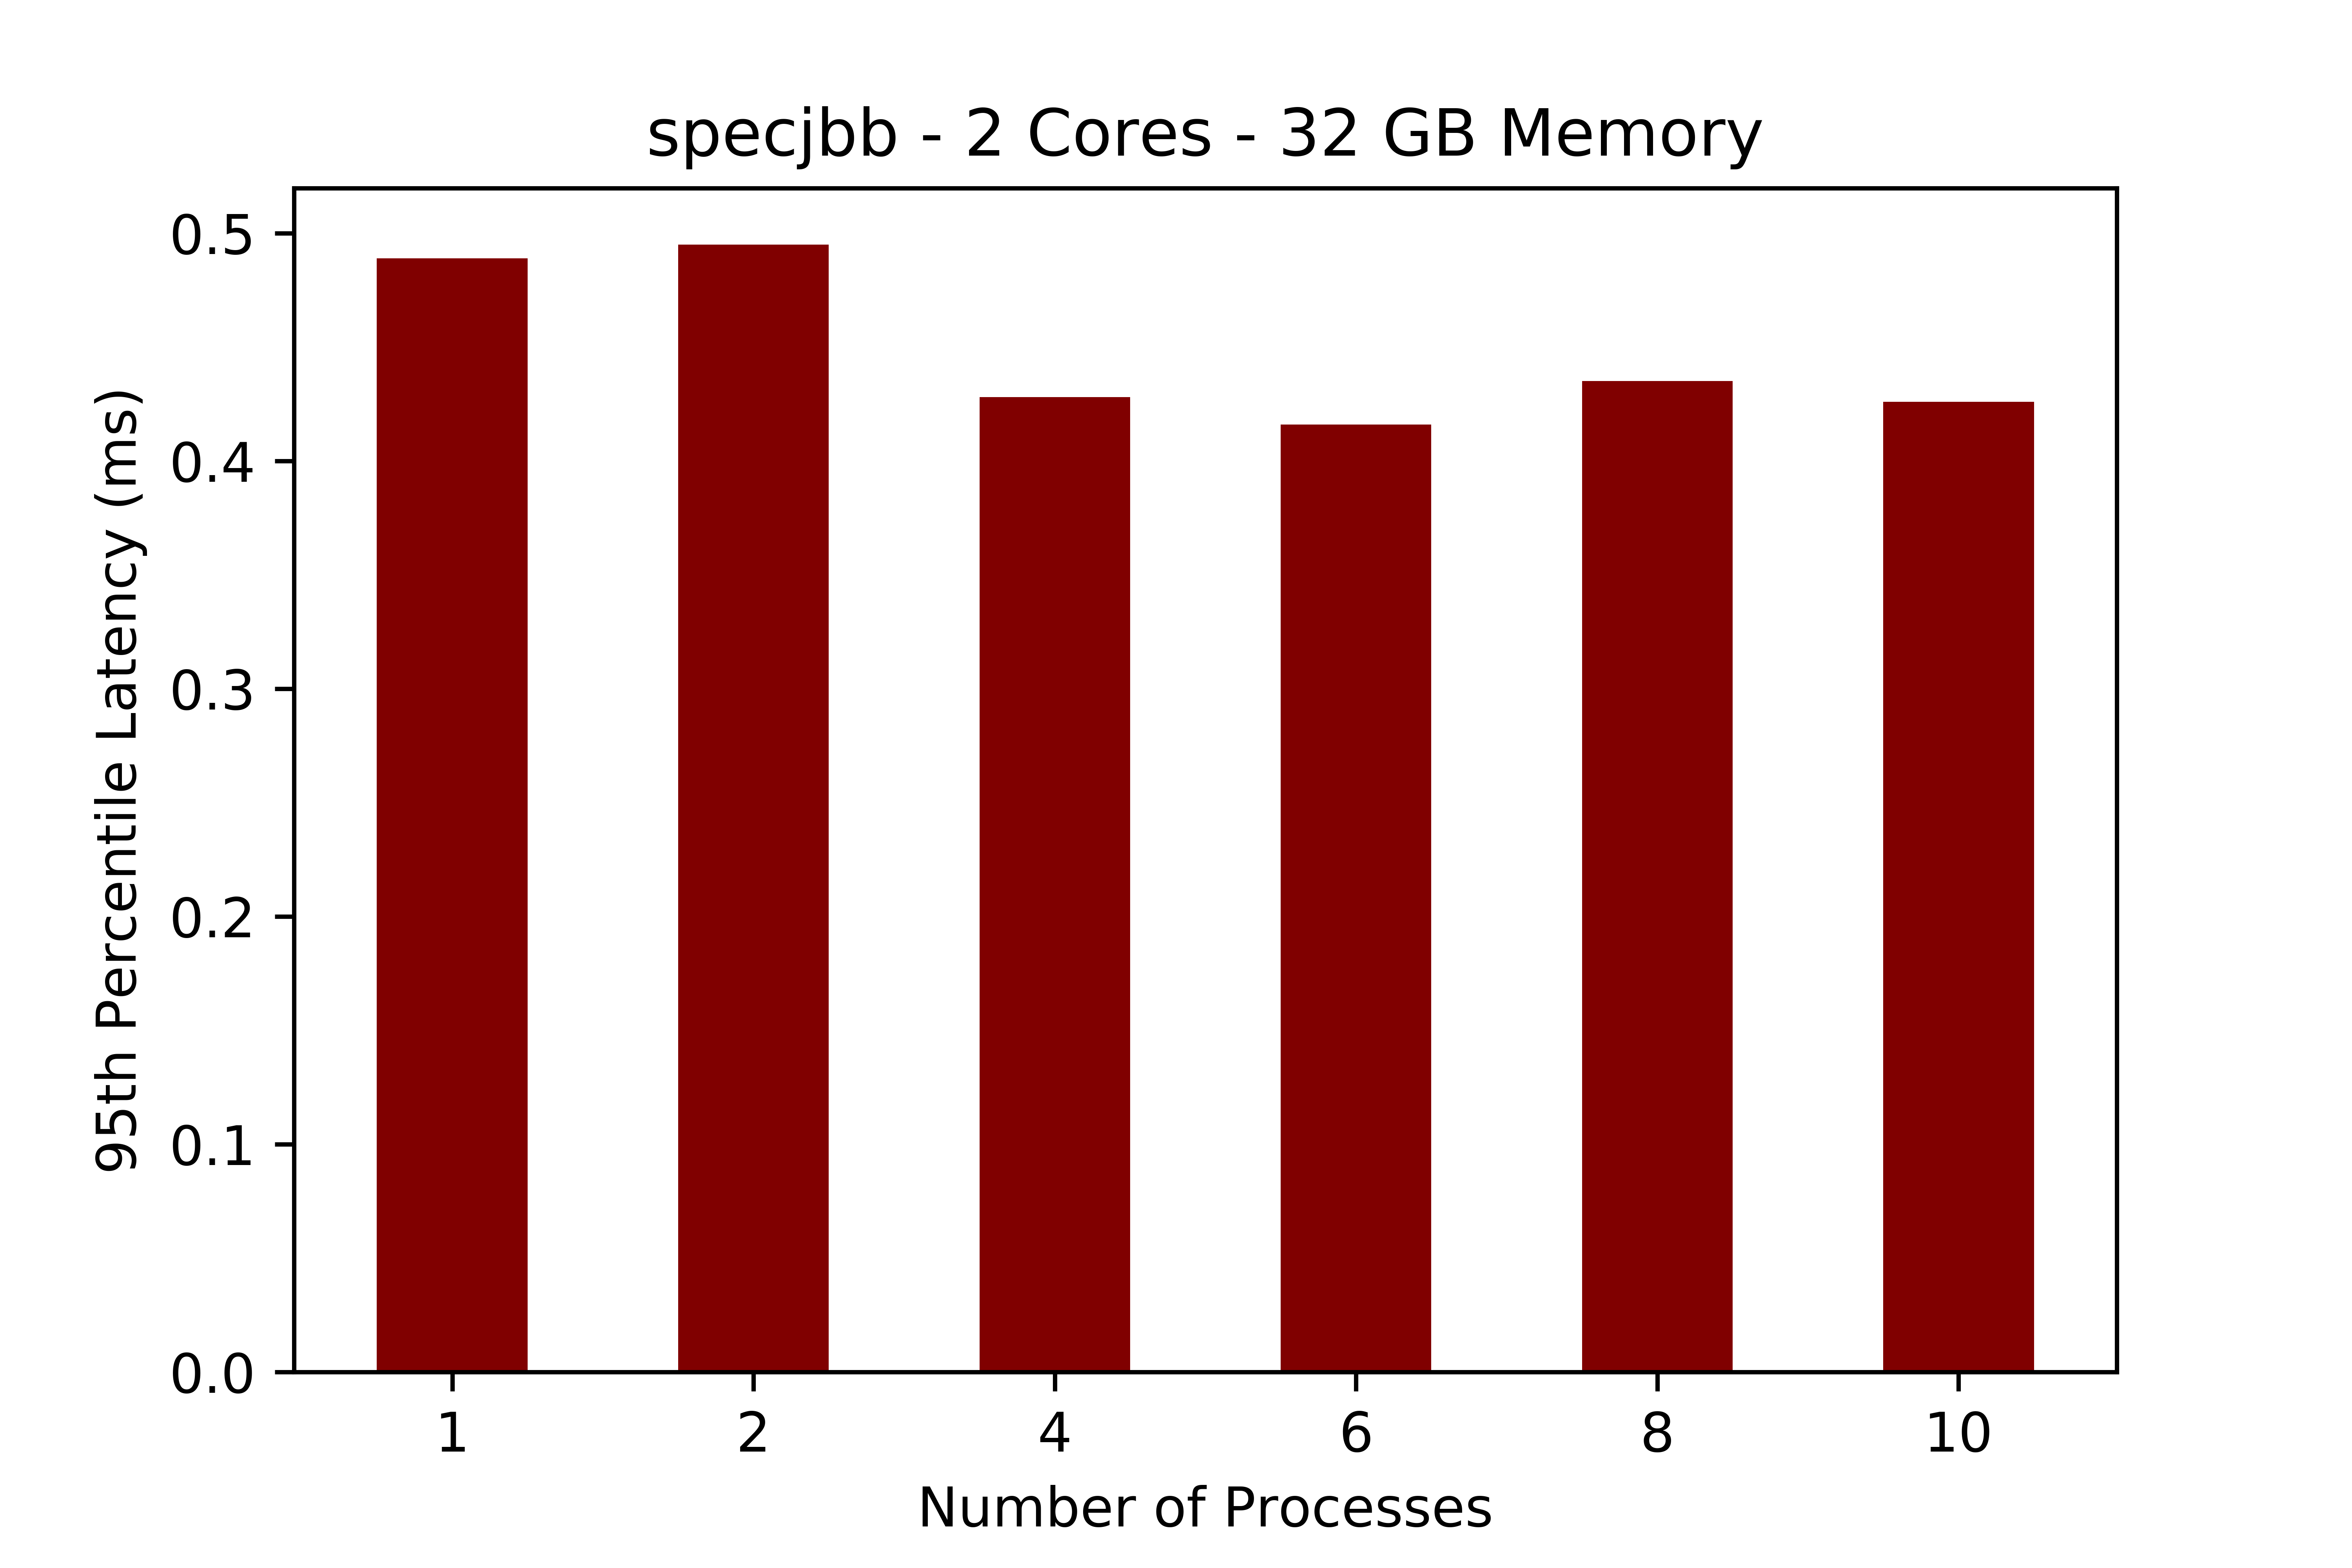 specjbb - 2 Cores - 32 GB Memory
95th Percentile Latency (ms)
0.5
0.4
0.3
0.2
0.1
0.0
1 2 4 6 8 10
Number of Processes